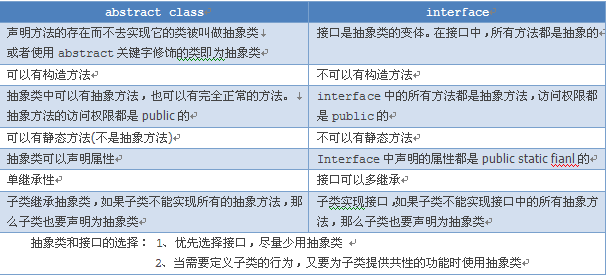 abstract class
interface
声明方法的存在而不去实现它的类被叫做抽象类
或者使用 abstract 关键字修饰的类即为抽象类
接口是抽象类的变体。在接口中,所有方法都是抽象的
可以有构造方法
不可以有构造方法
抽象类中可以有抽象方法，也可以有完全正常的方法。
抽象方法的访问权限都是 public 的
interface 中的所有方法都是抽象方法，访问权限都
是 public 的
可以有静态方法(不是抽象方法)
不可以有静态方法
抽象类可以声明属性
Interface 中声明的属性都是 public static fianl 的
单继承性
接口可以多继承
子类继承抽象类，如果子类不能实现所有的抽象方法，那
么子类也要声明为抽象类
子类实现接口,如果子类不能实现接口中的所有抽象方
法，那么子类也要声明为抽象类
抽象类和接口的选择： 1、优先选择接口，尽量少用抽象类
2、当需要定义子类的行为，又要为子类提供共性的功能时使用抽象类